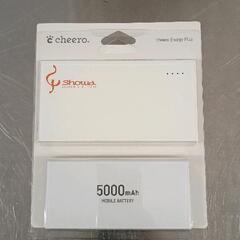 cheero.
cheero Energy Plus
Showa
5000mAh
MOBILE BATTERY